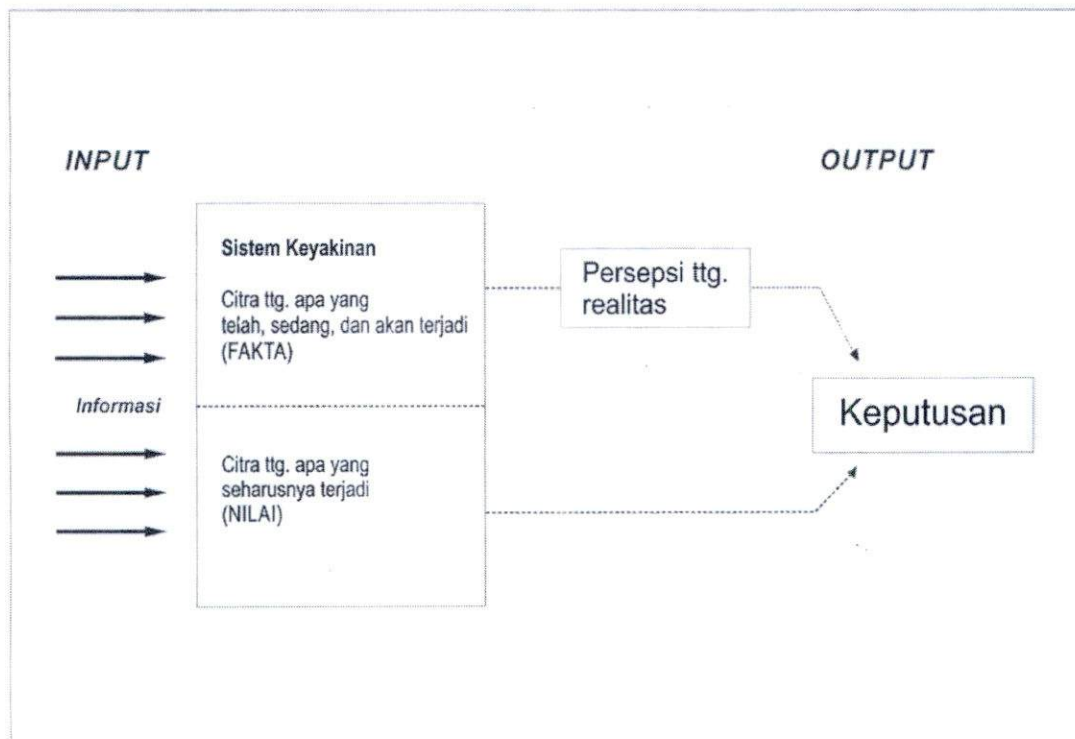 INPUT
OUTPUT
Sistem Keyakinan
Citra ttg. apa yang
telah, sedang, dan akan terjadi
(FAKTA)
Persepsi ttg.
realitas
Informasi
Keputusan
Citra ttg. apa yang
seharusnya terjadi
(NILAI)